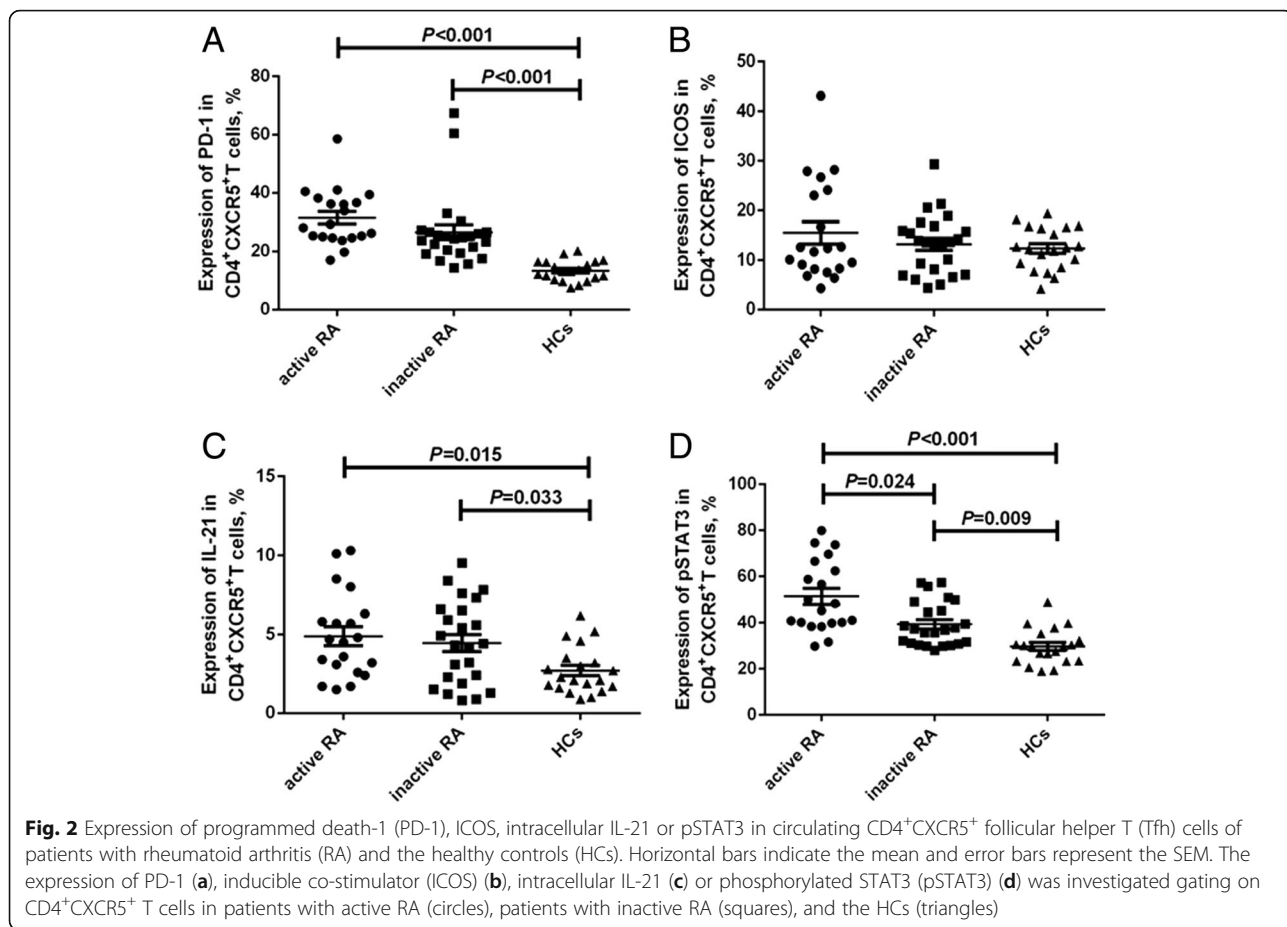 A
P<0.001
P<0.001
Expression of PD-1 in
CD4⁺CXCR5⁺T cells, %
80
60
40
20
0
active RA
inactive RA
HCs
B
Expression of ICOS in
CD4⁺CXCR5⁺T cells, %
50
40
30
20
10
0
active RA
inactive RA
HCs
C
P=0.015
P=0.033
Expression of IL-21 in
CD4⁺CXCR5⁺T cells, %
15
10
5
0
active RA
inactive RA
HCs
D
P<0.001
P=0.024
P=0.009
Expression of pSTAT3 in
CD4⁺CXCR5⁺T cells, %
100
80
60
40
20
0
active RA
inactive RA
HCs
Fig. 2 Expression of programmed death-1 (PD-1), ICOS, intracellular IL-21 or pSTAT3 in circulating CD4⁺CXCR5⁺ follicular helper T (Tfh) cells of
patients with rheumatoid arthritis (RA) and the healthy controls (HCs). Horizontal bars indicate the mean and error bars represent the SEM. The
expression of PD-1 (a), inducible co-stimulator (ICOS) (b), intracellular IL-21 (c) or phosphorylated STAT3 (pSTAT3) (d) was investigated gating on
CD4⁺CXCR5⁺ T cells in patients with active RA (circles), patients with inactive RA (squares), and the HCs (triangles)